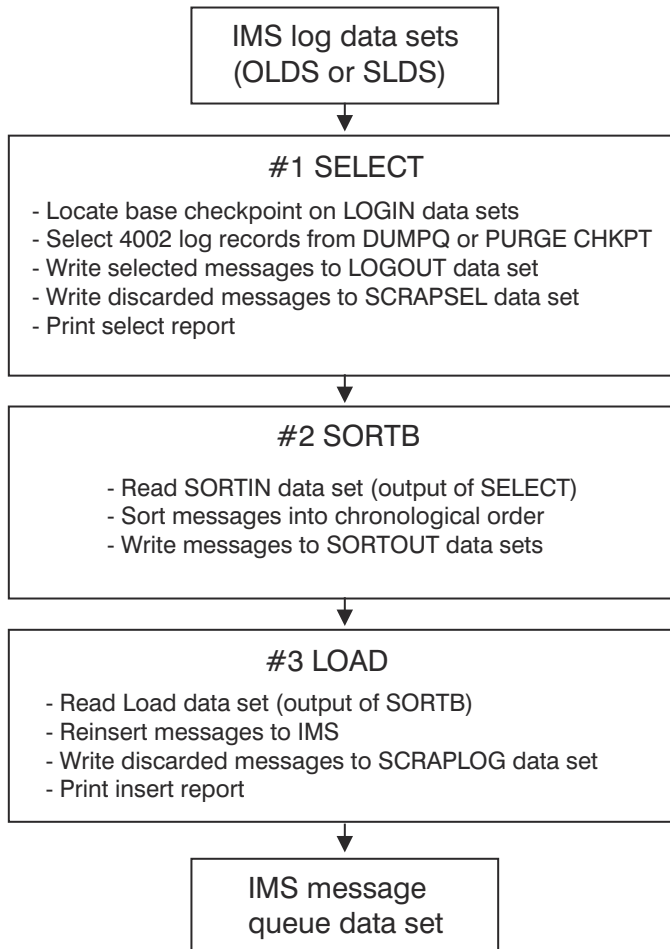 IMS log data sets
(OLDS or SLDS)
#1 SELECT
- Locate base checkpoint on LOGIN data sets
- Select 4002 log records from DUMPQ or PURGE CHKPT
- Write selected messages to LOGOUT data set
- Write discarded messages to SCRAPSEL data set
- Print select report
#2 SORTB
- Read SORTIN data set (output of SELECT)
- Sort messages into chronological order
- Write messages to SORTOUT data sets
#3 LOAD
- Read Load data set (output of SORTB)
- Reinsert messages to IMS
- Write discarded messages to SCRAPLOG data set
- Print insert report
IMS message
queue data set